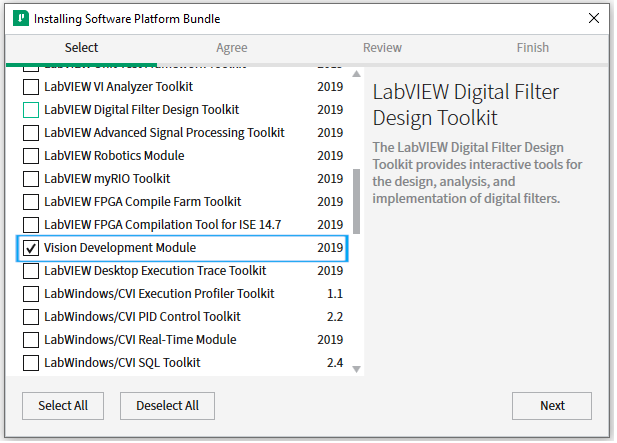 Installing Software Platform Bundle
Select Agree Review Finish
LabVIEW VI Analyzer Toolkit 2019
LabVIEW Digital Filter Design Toolkit 2019
LabVIEW Advanced Signal Processing Toolkit 2019
LabVIEW Robotics Module 2019
LabVIEW myRIO Toolkit 2019
LabVIEW FPGA Compile Farm Toolkit 2019
LabVIEW FPGA Compilation Tool for ISE 14.7 2019
Vision Development Module 2019
LabVIEW Desktop Execution Trace Toolkit 2019
LabWindows/CVI Execution Profiler Toolkit 1.1
LabWindows/CVI PID Control Toolkit 2.2
LabWindows/CVI Real-Time Module 2019
LabWindows/CVI SQL Toolkit 2.4
LabVIEW Digital Filter
Design Toolkit
The LabVIEW Digital Filter Design
Toolkit provides interactive tools for
the design, analysis, and
implementation of digital filters.
Select All Deselect All Next